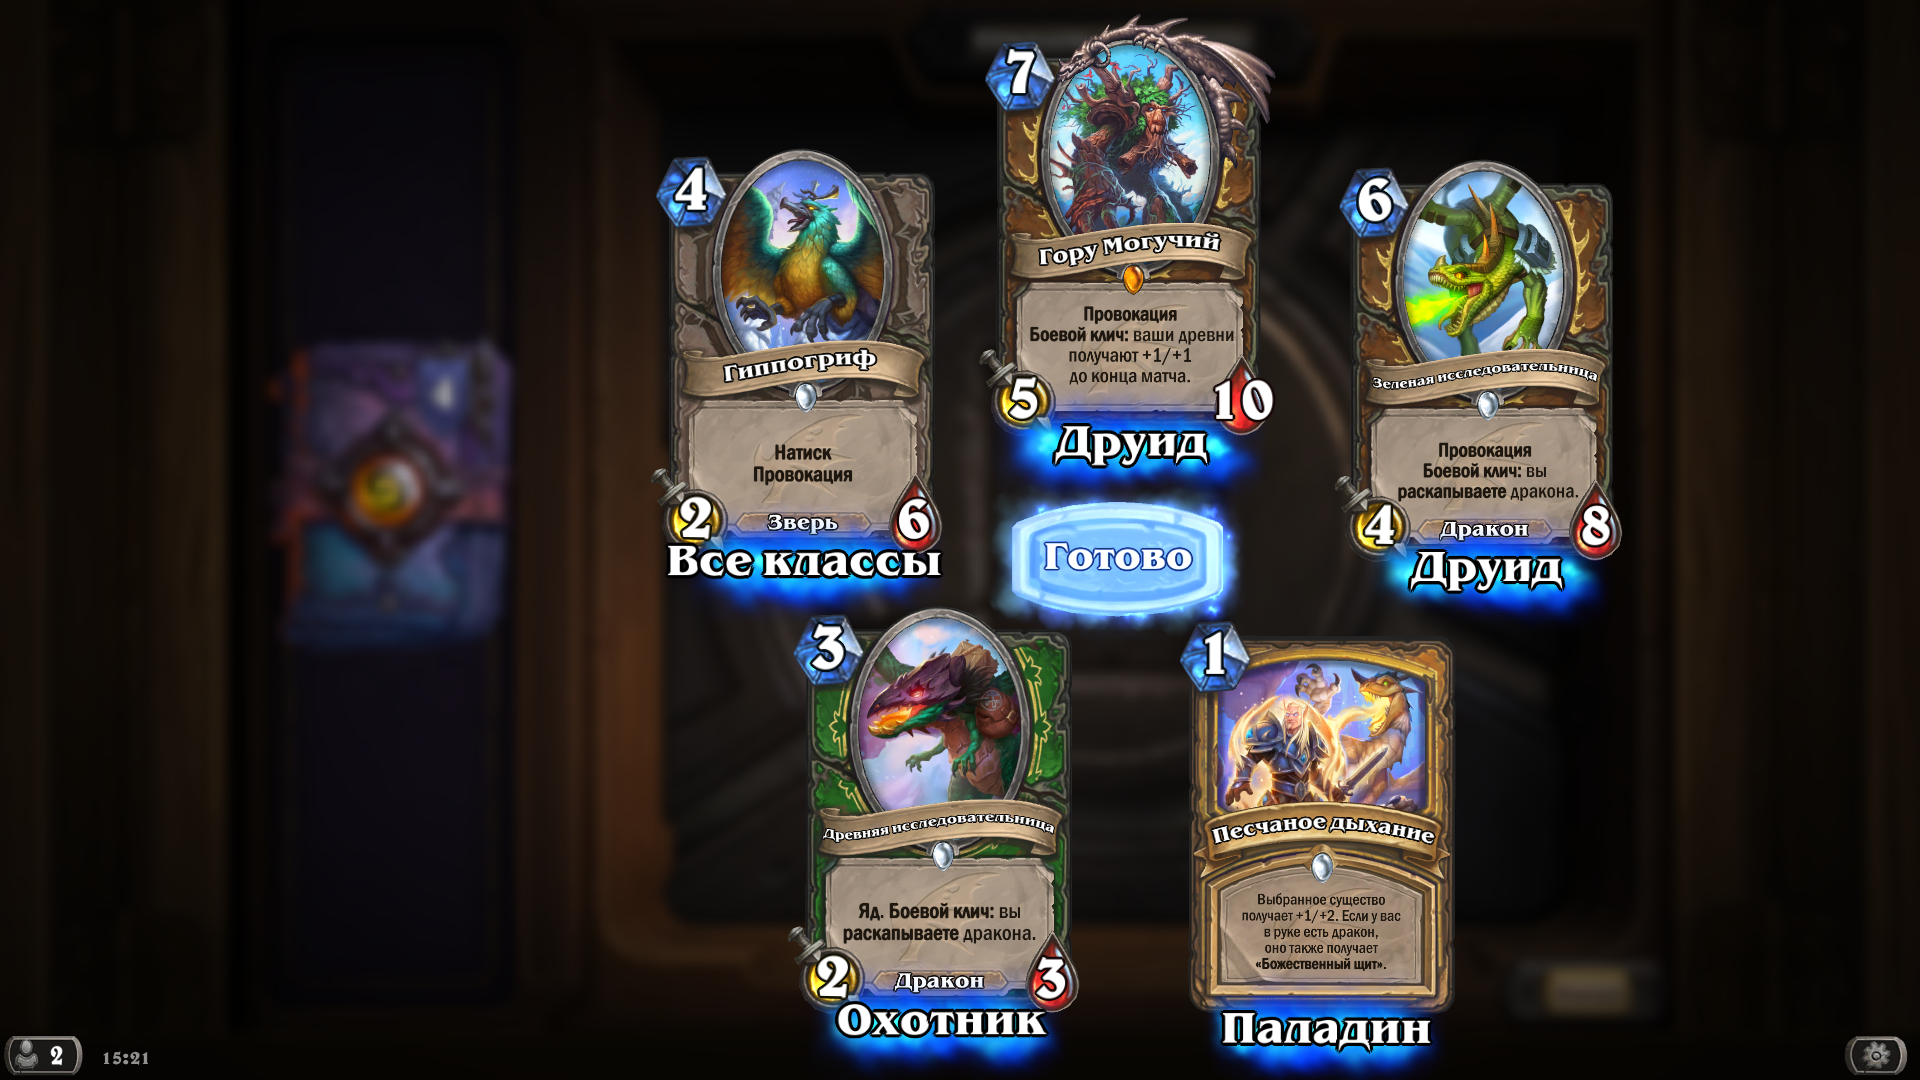 7
Гору Могучий
Провокация
Боевой клич: ваши древни
получают +1/+1
до конца матча.
5
10
Друид
4
Гиппогриф
Натиск
Провокация
2
Зверь
6
Все классы
6
Зеленая исследовательница
Провокация
Боевой клич: вы
раскапываете дракона.
4
Дракон
8
Друид
Готово
3
Древняя исследовательница
Яд. Боевой клич: вы
раскапываете дракона.
2
Дракон
3
Охотник
1
Песчаное дыхание
Выбранное существо
получает +1/+2. Если у вас
в руке есть дракон,
оно также получает
«Божественный щит».
Паладин
2
15:21